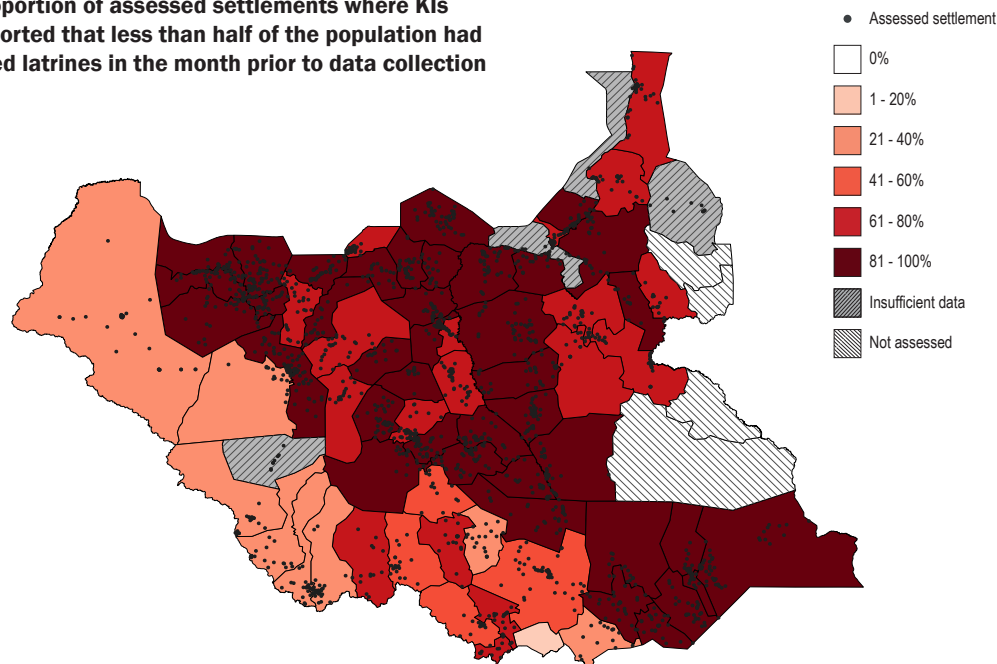 oportion of assessed settlements where KIs
orted that less than half of the population had
ed latrines in the month prior to data collection
Assessed settlement
0%
1 - 20%
21 - 40%
41 - 60%
61 - 80%
81 - 100%
Insufficient data
Not assessed